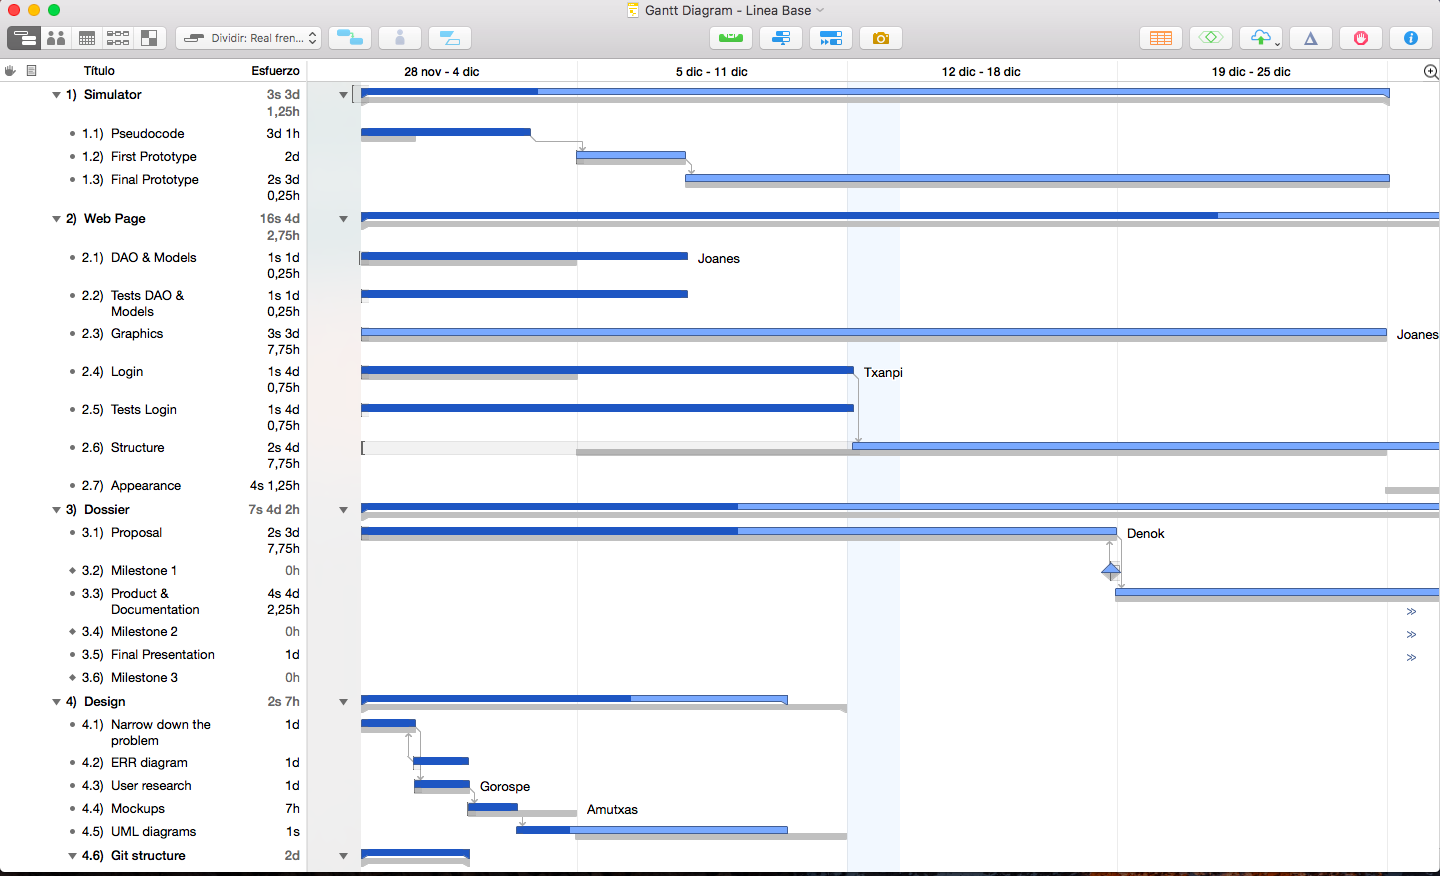 Gantt Diagram - Linea Base
Dividir: Real fren...
Título Esfuerzo 28 nov - 4 dic 5 dic - 11 dic 12 dic - 18 dic 19 dic - 25 dic
1) Simulator 3s 3d
1,25h
1.1) Pseudocode 3d 1h
1.2) First Prototype 2d
1.3) Final Prototype 2s 3d
0,25h
2) Web Page 16s 4d
2,75h
2.1) DAO & Models 1s 1d Joanes
0,25h
2.2) Tests DAO & 1s 1d
Models 0,25h
2.3) Graphics 3s 3d Joanes
7,75h
2.4) Login 1s 4d Txanpi
0,75h
2.5) Tests Login 1s 4d
0,75h
2.6) Structure 2s 4d
7,75h
2.7) Appearance 4s 1,25h
3) Dossier 7s 4d 2h
3.1) Proposal 2s 3d Denok
7,75h
3.2) Milestone 1 0h
3.3) Product & 4s 4d
Documentation 2,25h
3.4) Milestone 2 0h
3.5) Final Presentation 1d
3.6) Milestone 3 0h
4) Design 2s 7h
4.1) Narrow down the 1d
problem
4.2) ERR diagram 1d
4.3) User research 1d Gorospe
4.4) Mockups 7h Amutxas
4.5) UML diagrams 1s
4.6) Git structure 2d